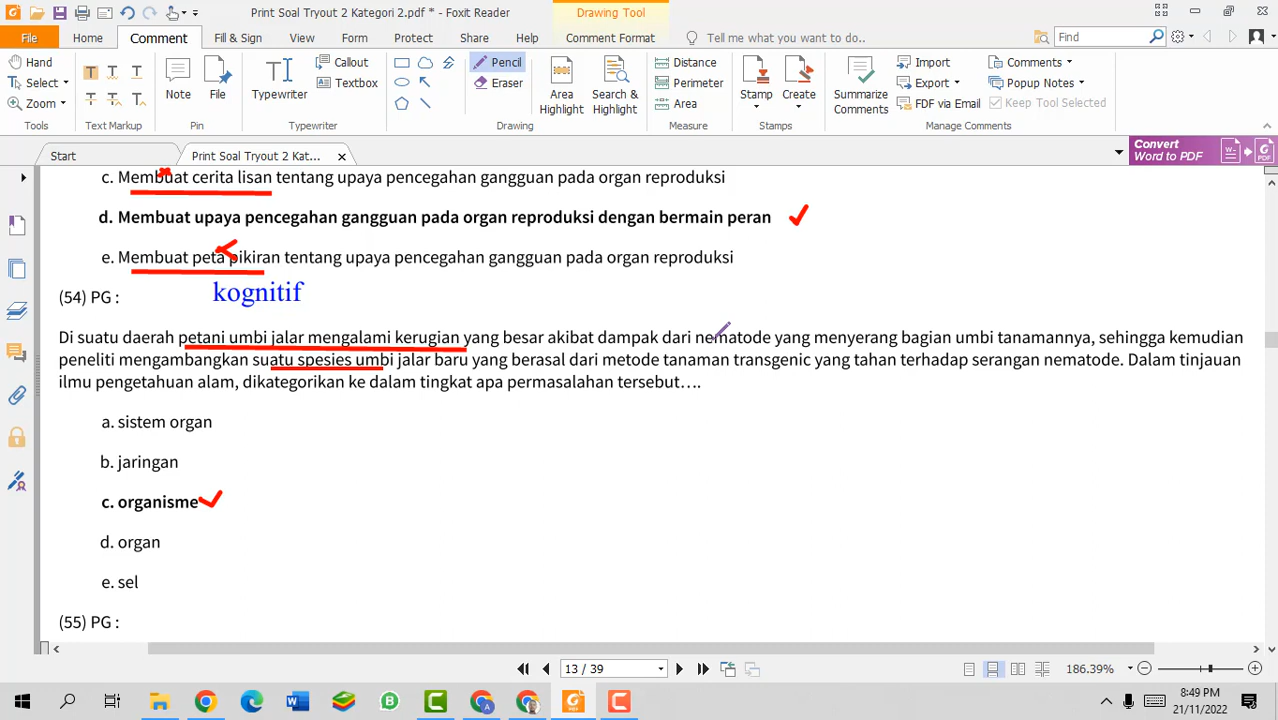 Print Soal Tryout 2 Kategori 2.pdf * - Foxit Reader
Drawing Tool
File
Home
Comment
Fill & Sign
View
Form
Protect
Share
Help
Comment Format
Tell me what you want to do...
Find
Hand
Select
Zoom
Tools
Text Markup
Note
File
Pin
Typewriter
Callout
Textbox
Typewriter
Pencil
Eraser
Area Highlight
Search & Highlight
Drawing
Distance
Perimeter
Area
Measure
Stamp
Create
Stamps
Summarize Comments
Import
Export
FDF via Email
Comments
Popup Notes
Keep Tool Selected
Manage Comments
Start
Print Soal Tryout 2 Kat...
Convert
Word to PDF
c. Membuat cerita lisan tentang upaya pencegahan gangguan pada organ reproduksi
d. Membuat upaya pencegahan gangguan pada organ reproduksi dengan bermain peran
e. Membuat peta pikiran tentang upaya pencegahan gangguan pada organ reproduksi
kognitif
(54) PG :
Di suatu daerah petani umbi jalar mengalami kerugian yang besar akibat dampak dari nematode yang menyerang bagian umbi tanamannya, sehingga kemudian
peneliti mengambangkan suatu spesies umbi jalar baru yang berasal dari metode tanaman transgenic yang tahan terhadap serangan nematode. Dalam tinjauan
ilmu pengetahuan alam, dikategorikan ke dalam tingkat apa permasalahan tersebut….
a. sistem organ
b. jaringan
c. organisme
d. organ
e. sel
(55) PG :
13 / 39
186.39%
8:49 PM
21/11/2022